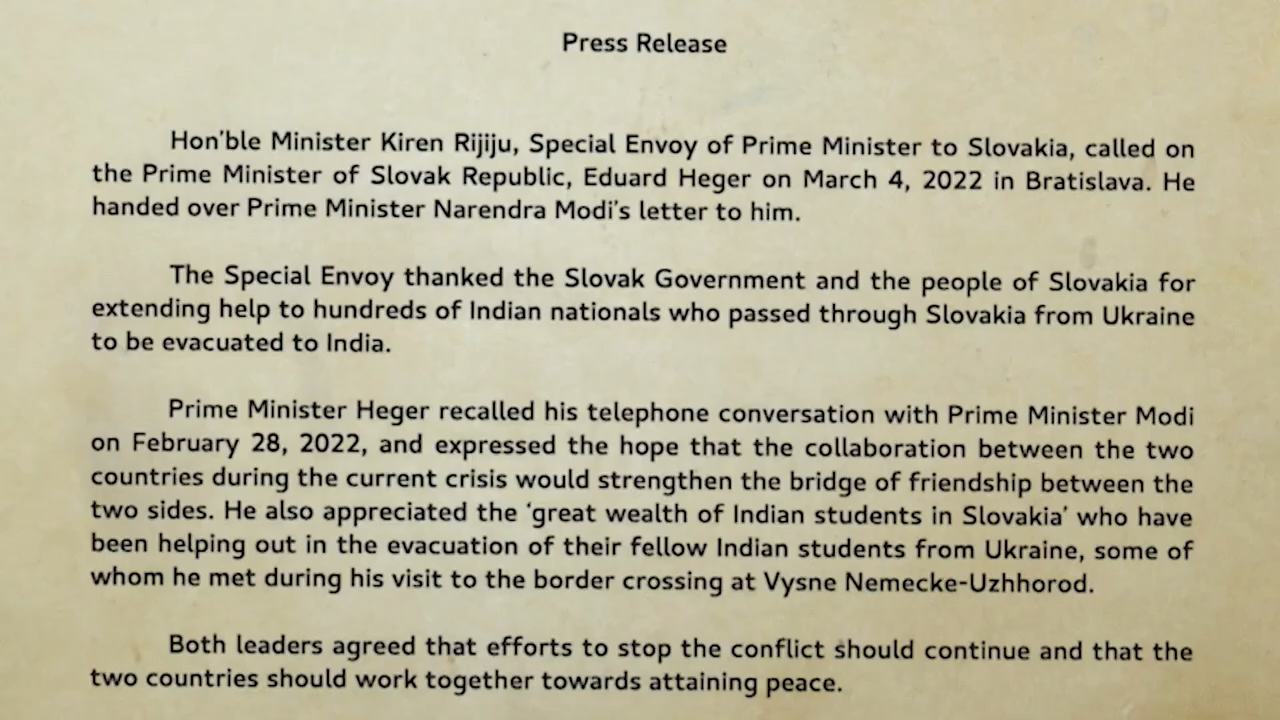 Press Release
Hon'ble Minister Kiren Rijiju, Special Envoy of Prime Minister to Slovakia, called on
the Prime Minister of Slovak Republic, Eduard Heger on March 4, 2022 in Bratislava. He
handed over Prime Minister Narendra Modi's letter to him.
The Special Envoy thanked the Slovak Government and the people of Slovakia for
extending help to hundreds of Indian nationals who passed through Slovakia from Ukraine
to be evacuated to India.
Prime Minister Heger recalled his telephone conversation with Prime Minister Modi
on February 28, 2022, and expressed the hope that the collaboration between the two
countries during the current crisis would strengthen the bridge of friendship between the
two sides. He also appreciated the ‘great wealth of Indian students in Slovakia’ who have
been helping out in the evacuation of their fellow Indian students from Ukraine, some of
whom he met during his visit to the border crossing at Vysne Nemecke-Uzhhorod.
Both leaders agreed that efforts to stop the conflict should continue and that the
two countries should work together towards attaining peace.